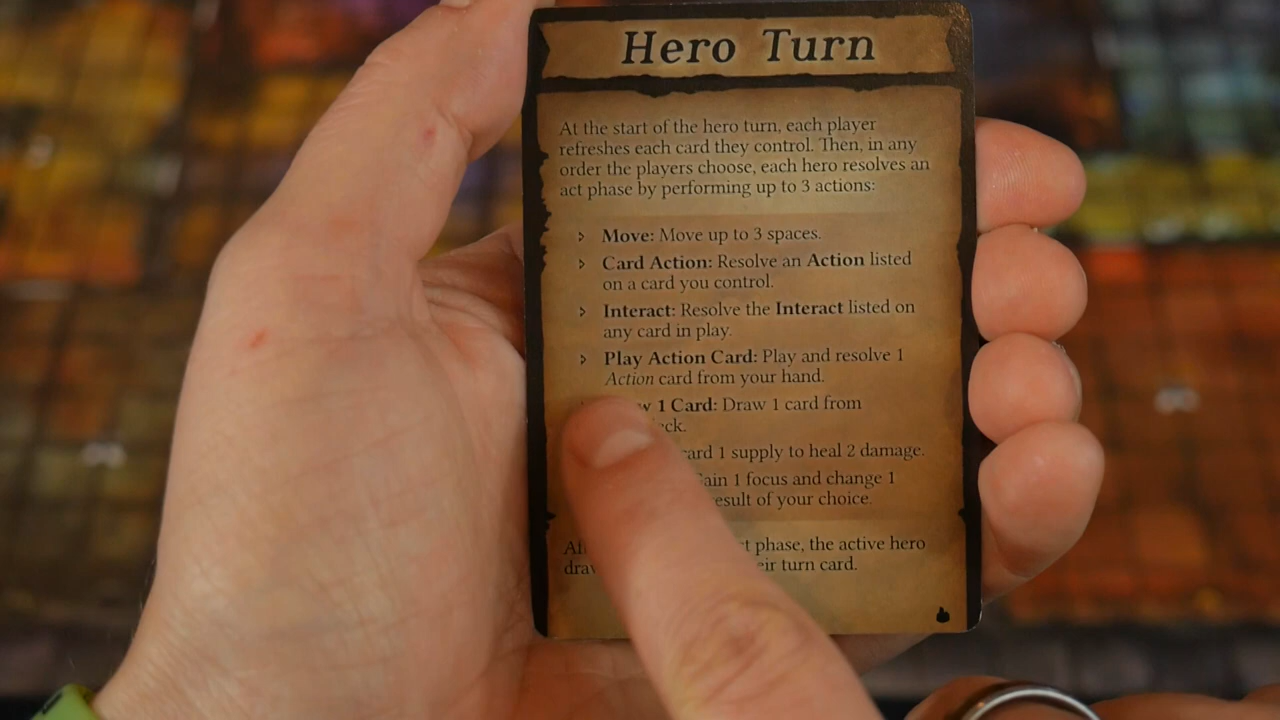 Hero Turn
At the start of the hero turn, each player
refreshes each card they control. Then, in any
order the players choose, each hero resolves an
act phase by performing up to 3 actions:
Move: Move up to 3 spaces.
Card Action: Resolve an Action listed
on a card you control.
Interact: Resolve the Interact listed on
any card in play.
Play Action Card: Play and resolve 1
Action card from your hand.
1 Card: Draw 1 card from
1 supply to heal 2 damage.
1 focus and change 1
of your choice.
phase, the active hero
turn card.